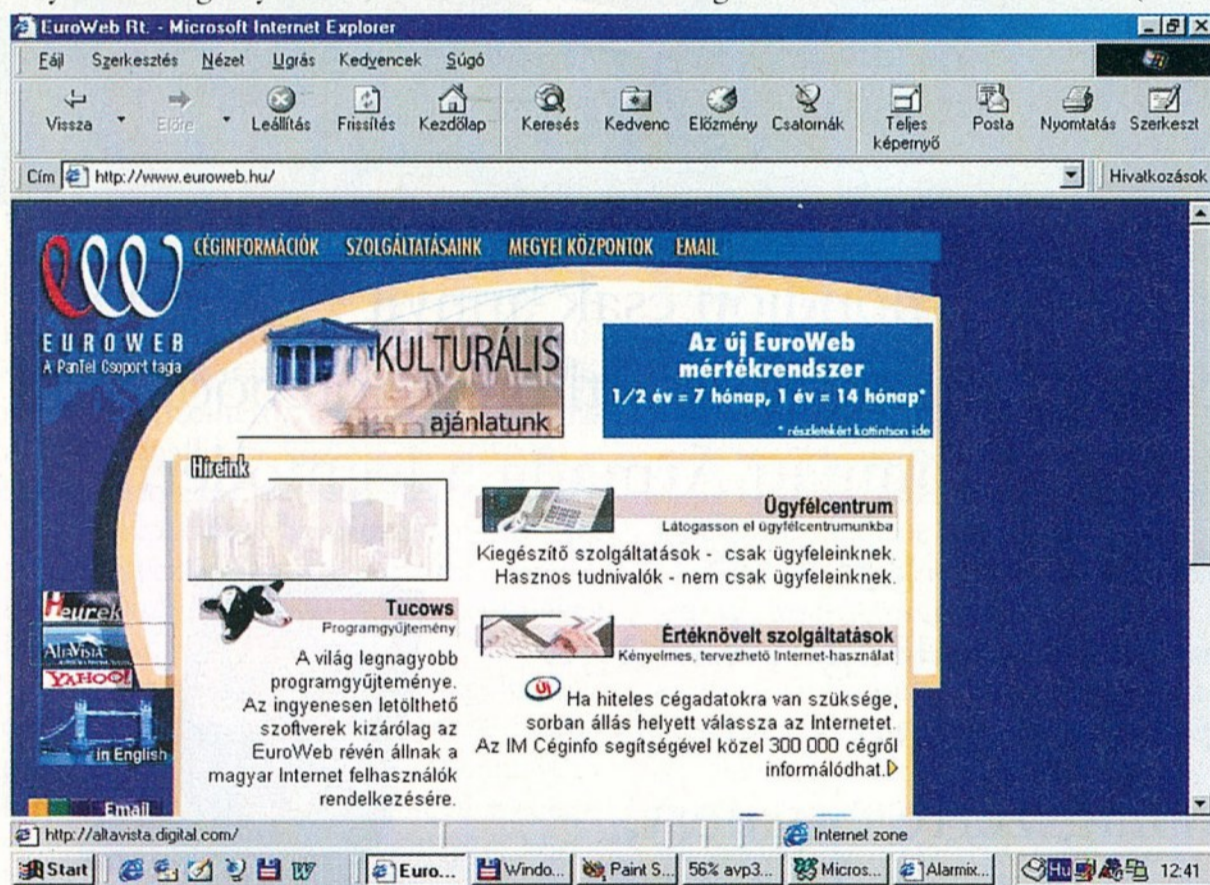 EuroWeb Rt. - Microsoft Internet Explorer
Fájl Szerkesztés Nézet Ugrás Kedvencek Súgó
Vissza Előre Leállítás Frissítés Kezdőlap Keresés Kedvenc Előzmény Csatornák Teljes képernyő Posta Nyomtatás Szerkeszt
Cím http://www.euroweb.hu/ Hivatkozások
CÉGINFORMÁCIÓK SZOLGÁLTATÁSAINK MEGYEI KÖZPONTOK EMAIL
EUROWEB
A PanTel Csoport tagja
KULTURÁLIS
ajánlatunk
Az új EuroWeb
mértékrendszer
1/2 év = 7 hónap, 1 év = 14 hónap*
* részletekért kattintson ide
Híreink
Ügyfélcentrum
Látogasson el ügyfélcentrumunkba
Kiegészítő szolgáltatások - csak ügyfeleinknek.
Hasznos tudnivalók - nem csak ügyfeleinknek.
Tucows
Programgyűjtemény
A világ legnagyobb
programgyűjteménye.
Az ingyenesen letölthető
szoftverek kizárólag az
EuroWeb révén állnak a
magyar Internet felhasználók
rendelkezésére.
Értéknövelt szolgáltatások
Kényelmes, tervezhető Internet-használat
Új Ha hiteles cégadatokra van szüksége,
sorban állás helyett válassza az Internetet.
Az IM Céginfo segítségével közel 300 000 cégről
informálódhat.
Heurek
ALTAVISTA
YAHOO!
in English
Email
http://altavista.digital.com/ Internet zone
Start Euro... Windo... Paint S... 56% avp3... Micros... Alarmix... Hu 12:41